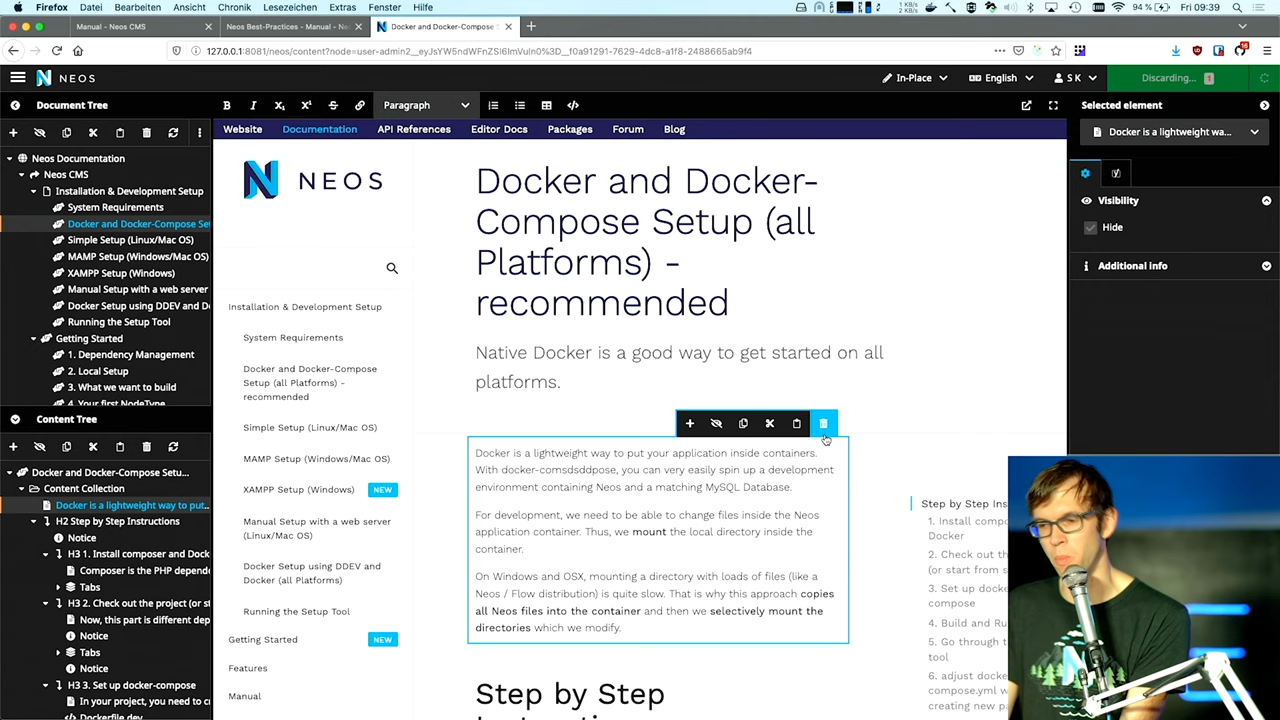 Firefox Datei Bearbeiten Ansicht Chronik Lesezeichen Extras Fenster Hilfe
1 KB/s
2 KB/s
94 %
Fr 09:39
Manual - Neos CMS
Neos Best-Practices - Manual - Ne
Docker and Docker-Compose S
127.0.0.1:8081/neos/content?node=user-admin2__eyJsYW5ndWFnZSI6ImVuIn0%3D__f0a91291-7629-4dc8-a1f8-2488665ab9f4
NEOS
In-Place
English
S K
Discarding... 1
Document Tree
Paragraph
Selected element
Website Documentation API References Editor Docs Packages Forum Blog
Docker is a lightweight wa...
Visibility
Hide
Additional info
Neos Documentation
Neos CMS
Installation & Development Setup
System Requirements
Docker and Docker-Compose Set
Simple Setup (Linux/Mac OS)
MAMP Setup (Windows/Mac OS)
XAMPP Setup (Windows)
Manual Setup with a web server
Docker Setup using DDEV and Do
Running the Setup Tool
Getting Started
1. Dependency Management
2. Local Setup
3. What we want to build
4. Your first NodeType
Content Tree
Docker and Docker-Compose Setu...
Content Collection
Docker is a lightweight way to put...
H2 Step by Step Instructions
Notice
H3 1. Install composer and Dock
Composer is the PHP depende
Tabs
H3 2. Check out the project (or st
Now, this part is different dep
Notice
Tabs
Notice
H3 3. Set up docker-compose
In your project, you need to c
Dockerfile.dev
NEOS
Installation & Development Setup
System Requirements
Docker and Docker-Compose
Setup (all Platforms) -
recommended
Simple Setup (Linux/Mac OS)
MAMP Setup (Windows/Mac OS)
XAMPP Setup (Windows) NEW
Manual Setup with a web server
(Linux/Mac OS)
Docker Setup using DDEV and
Docker (all Platforms)
Running the Setup Tool
Getting Started NEW
Features
Manual
Docker and Docker-
Compose Setup (all
Platforms) -
recommended
Native Docker is a good way to get started on all
platforms.
Docker is a lightweight way to put your application inside containers.
With docker-comsdsddpose, you can very easily spin up a development
environment containing Neos and a matching MySQL Database.
For development, we need to be able to change files inside the Neos
application container. Thus, we mount the local directory inside the
container.
On Windows and OSX, mounting a directory with loads of files (like a
Neos / Flow distribution) is quite slow. That is why this approach copies
all Neos files into the container and then we selectively mount the
directories which we modify.
Step by Step
Step by Step Ins
1. Install compo
Docker
2. Check out th
(or start from s
3. Set up docke
compose
4. Build and Ru
5. Go through t
tool
6. adjust docke
compose.yml w
creating new pa